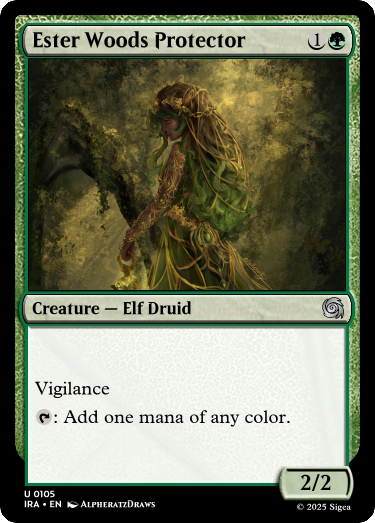 Ester Woods Protector 1
Creature — Elf Druid
Vigilance
: Add one mana of any color.
2/2
U 0105
IRA • EN AlpheratzDraws
© 2025 Sigea